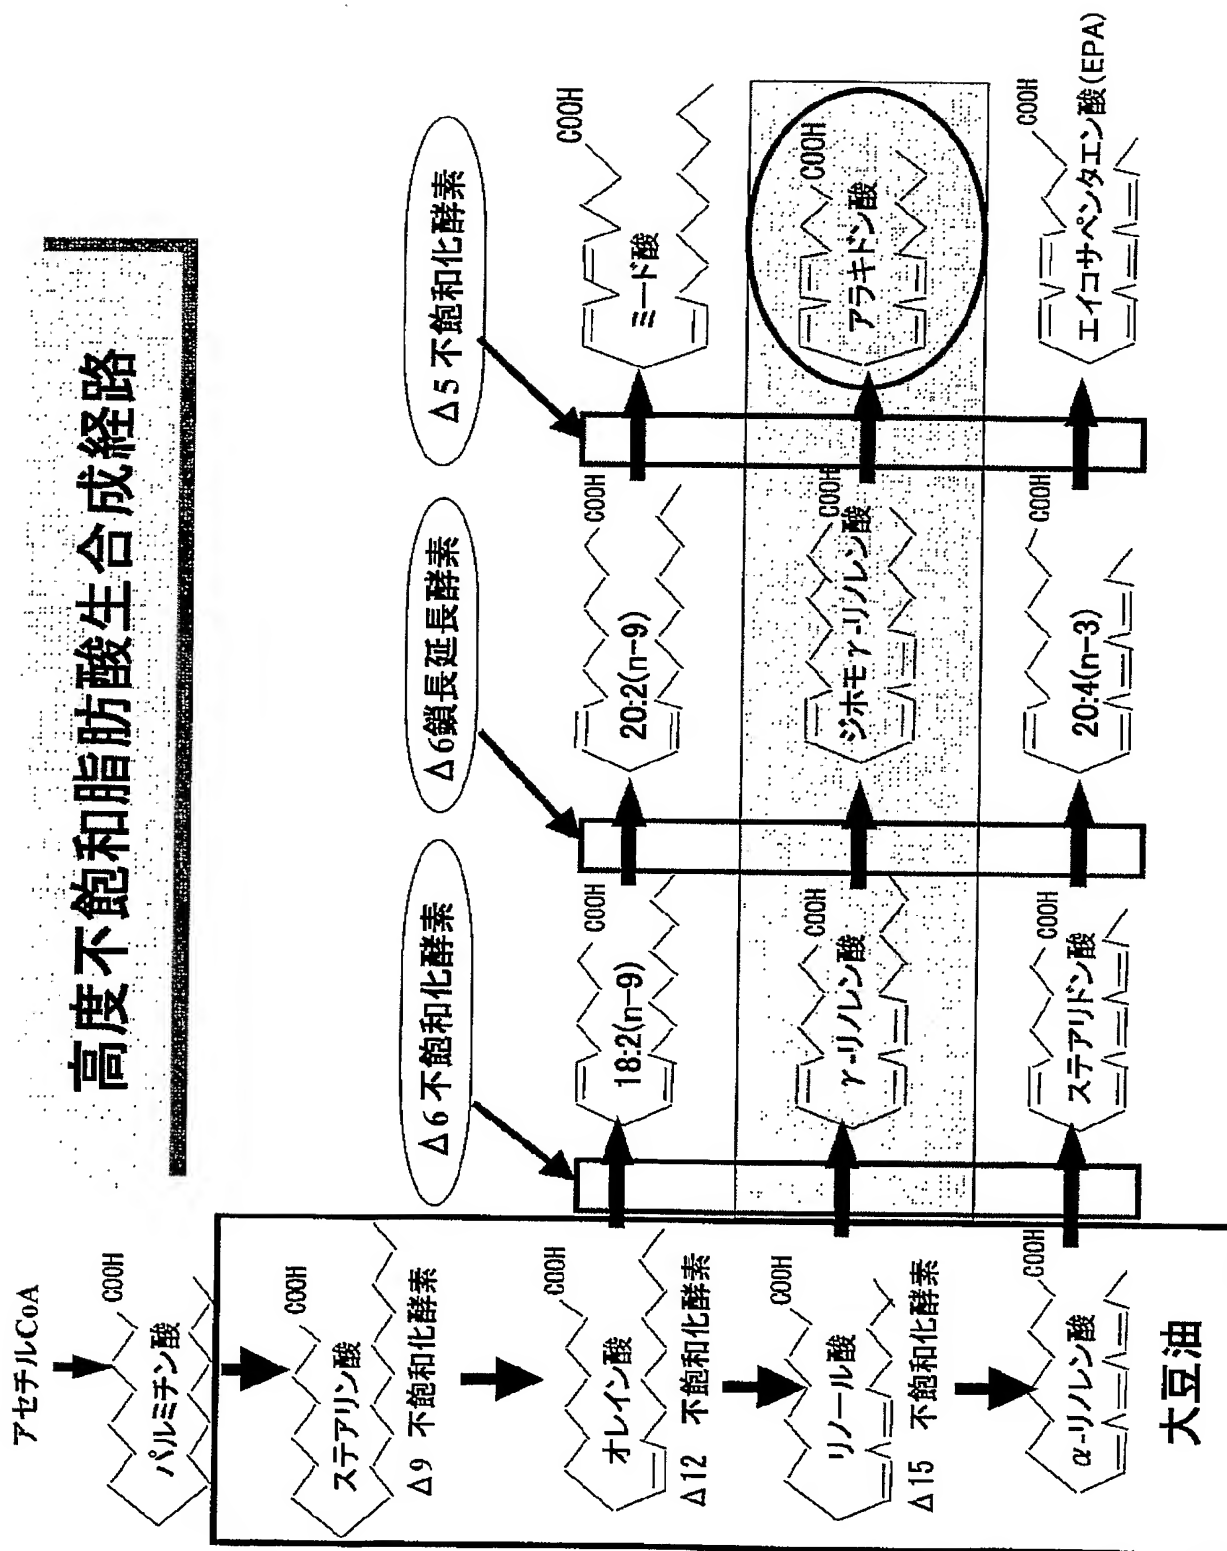 高度不飽和脂肪酸生合成経路
アセチルCoA
COOH
パルミチン酸
COOH
ステアリン酸
Δ9 不飽和化酵素
COOH
オレイン酸
Δ12 不飽和化酵素
COOH
リノール酸
Δ15 不飽和化酵素
COOH
α-リノレン酸
大豆油
Δ6不飽和化酵素
Δ6鎖長延長酵素
Δ5不飽和化酵素
COOH
18:2(n-9)
COOH
20:2(n-9)
COOH
ミード酸
COOH
γ-リノレン酸
COOH
ジホモγ-リノレン酸
COOH
アラキドン酸
COOH
ステアリドン酸
COOH
20:4(n-3)
COOH
エイコサペンタエン酸(EPA)